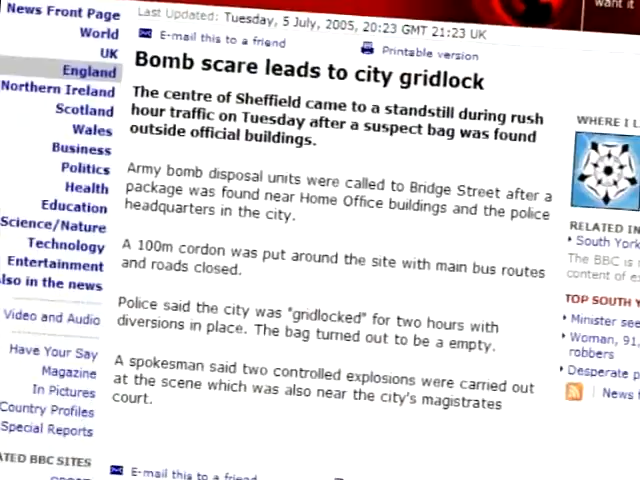 want it
News Front Page
World
UK
England
Northern Ireland
Scotland
Wales
Business
Politics
Health
Education
Science/Nature
Technology
Entertainment
Also in the news
Video and Audio
Have Your Say
Magazine
In Pictures
Country Profiles
Special Reports
BBC SITES
Last Updated: Tuesday, 5 July, 2005, 20:23 GMT 21:23 UK
E-mail this to a friend
Printable version
Bomb scare leads to city gridlock
The centre of Sheffield came to a standstill during rush
hour traffic on Tuesday after a suspect bag was found
outside official buildings.
Army bomb disposal units were called to Bridge Street after a
package was found near Home Office buildings and the police
headquarters in the city.
A 100m cordon was put around the site with main bus routes
and roads closed.
Police said the city was "gridlocked" for two hours with
diversions in place. The bag turned out to be a empty.
A spokesman said two controlled explosions were carried out
at the scene which was also near the city's magistrates
court.
E-mail this to a friend
WHERE I
RELATED
South York
The BBC is
content of
TOP SOUTH
Minister see
Woman, 91,
robbers
Desperate
News